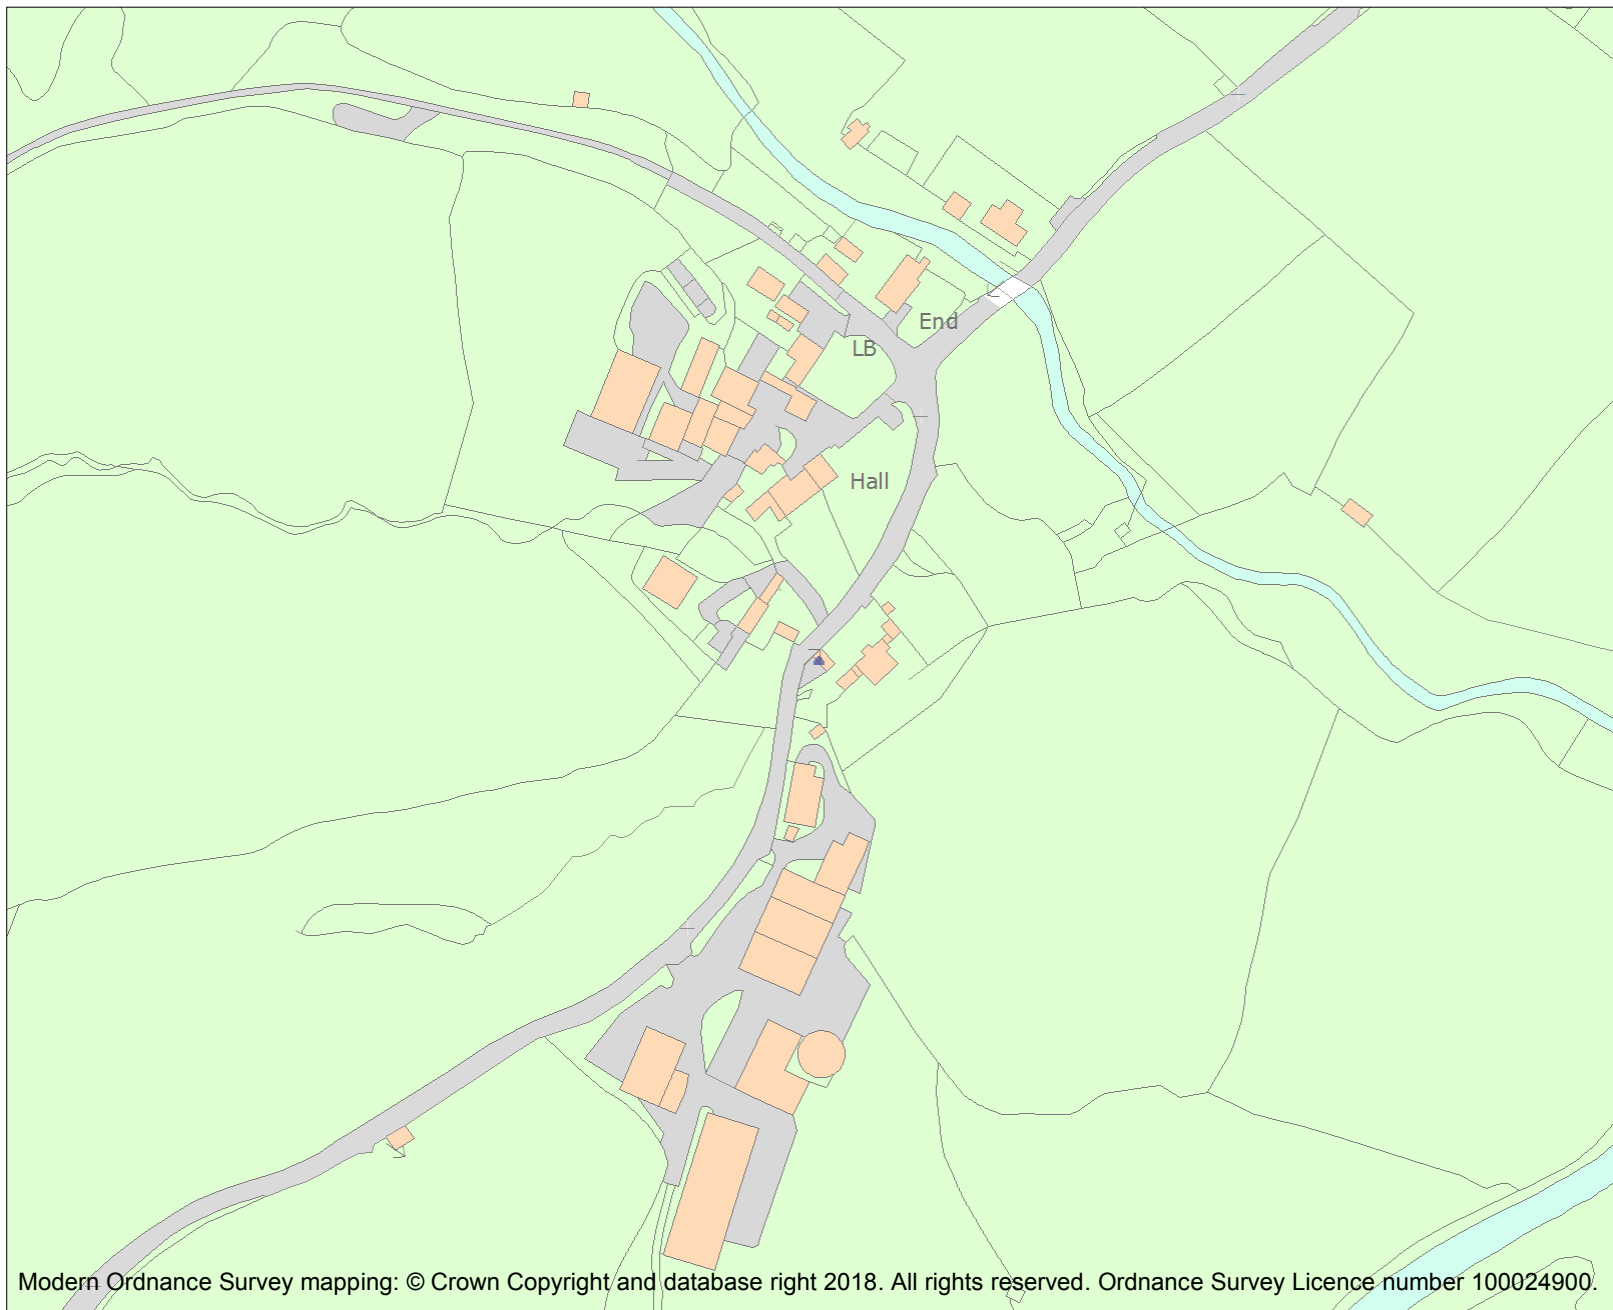 End
LB
Hall
Modern Ordnance Survey mapping: © Crown Copyright and database right 2018. All rights reserved. Ordnance Survey Licence number 100024900.